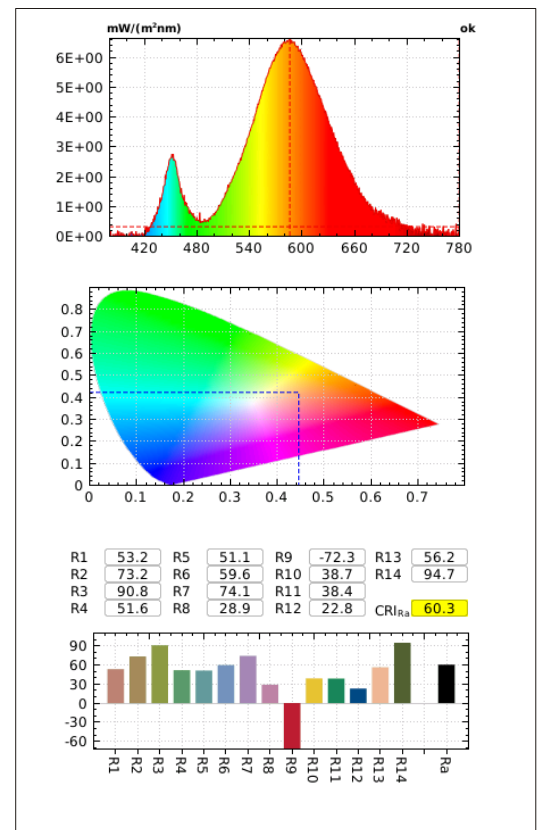 mW/(m²nm) ok
6E+00
5E+00
4E+00
3E+00
2E+00
1E+00
0E+00
420 480 540 600 660 720 780
0.8
0.7
0.6
0.5
0.4
0.3
0.2
0.1
0
0 0.1 0.2 0.3 0.4 0.5 0.6 0.7
R1 53.2 R5 51.1 R9 -72.3 R13 56.2
R2 73.2 R6 59.6 R10 38.7 R14 94.7
R3 90.8 R7 74.1 R11 38.4
R4 51.6 R8 28.9 R12 22.8 CRIRa 60.3
90
60
30
0
-30
-60
R1 R2 R3 R4 R5 R6 R7 R8 R9 R10 R11 R12 R13 R14 Ra